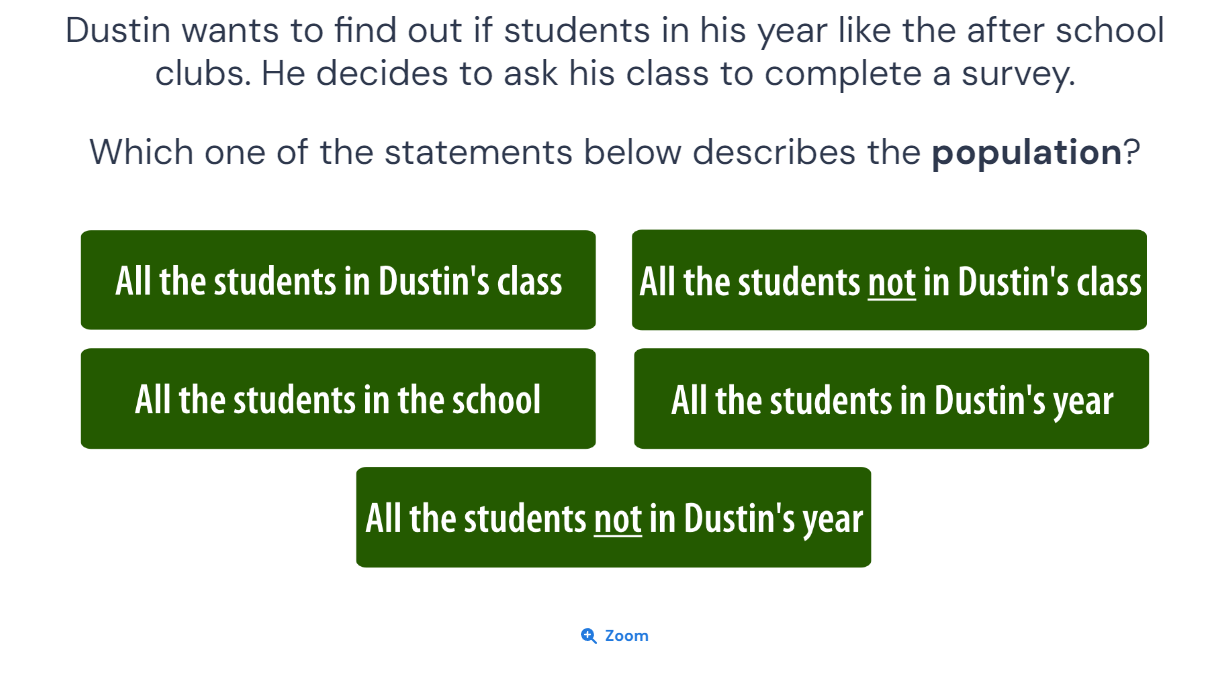 Dustin wants to find out if students in his year like the after school
clubs. He decides to ask his class to complete a survey.
Which one of the statements below describes the population?
All the students in Dustin's class
All the students not in Dustin's class
All the students in the school
All the students in Dustin's year
All the students not in Dustin's year
Zoom